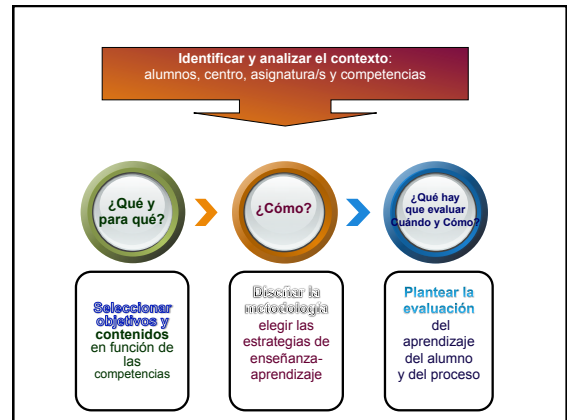 Identificar y analizar el contexto:
alumnos, centro, asignatura/s y competencias
¿Qué y
para qué?
¿Cómo?
¿Qué hay
que evaluar
Cuándo y Cómo?
Seleccionar
objetivos y
contenidos
en función de
las
competencias
Diseñar la
metodología
elegir las
estrategias de
enseñanza-
aprendizaje
Plantear la
evaluación
del
aprendizaje
del alumno
y del proceso